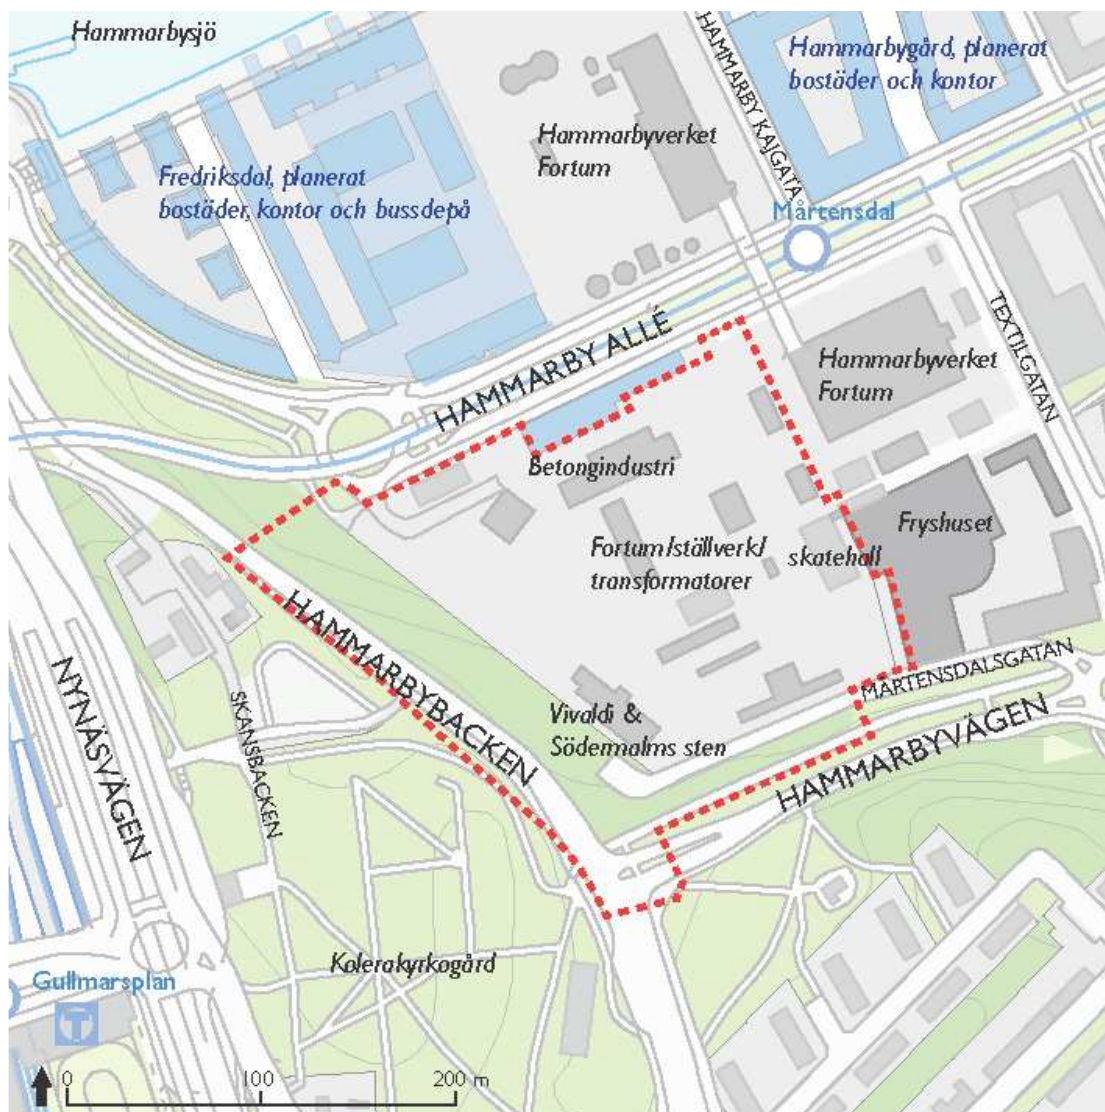 Hammarbysjö
HAMMARBY KAJGATA
Hammarbygård, planerat
bostäder och kontor
Hammarbyverket
Fortum
Fredriksdal, planerat
bostäder, kontor och bussdepå
Mårtensdal
HAMMARBY ALLÉ
TEXTILGATAN
Hammarbyverket
Fortum
Betongindustri
Fortum/ställverk/
transformatorer
skatehall
Fryshuset
HAMMARBYBACKEN
NYNÄSVÄGEN
SKANSBACKEN
MÅRTENSDALSGATAN
Vivaldi &
Södermalms sten
HAMMARBYVÄGEN
Kolerakyrkogård
Gullmarsplan
T
0 100 200 m